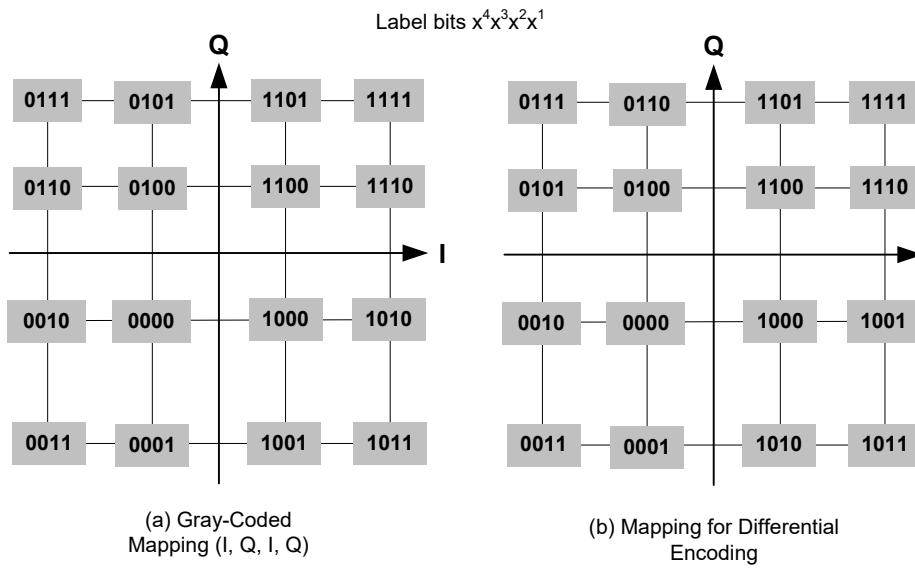 Label bits x⁴x³x²x¹
Q
0111 0101 1101 1111
0110 0100 1100 1110
I
0010 0000 1000 1010
0011 0001 1001 1011
(a) Gray-Coded
Mapping (I, Q, I, Q)
Q
0111 0110 1101 1111
0101 0100 1100 1110
0010 0000 1000 1001
0011 0001 1010 1011
(b) Mapping for Differential
Encoding